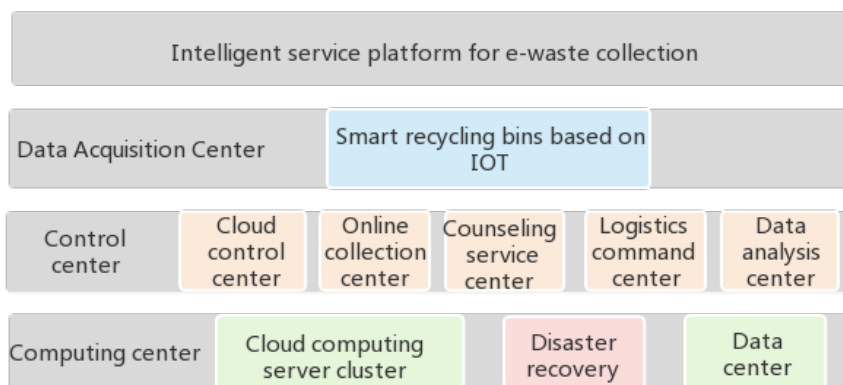 Intelligent service platform for e-waste collection
Data Acquisition Center
Smart recycling bins based on
IOT
Control
center
Cloud
control
center
Online
collection
center
Counseling
service
center
Logistics
command
center
Data
analysis
center
Computing center
Cloud computing
server cluster
Disaster
recovery
Data
center